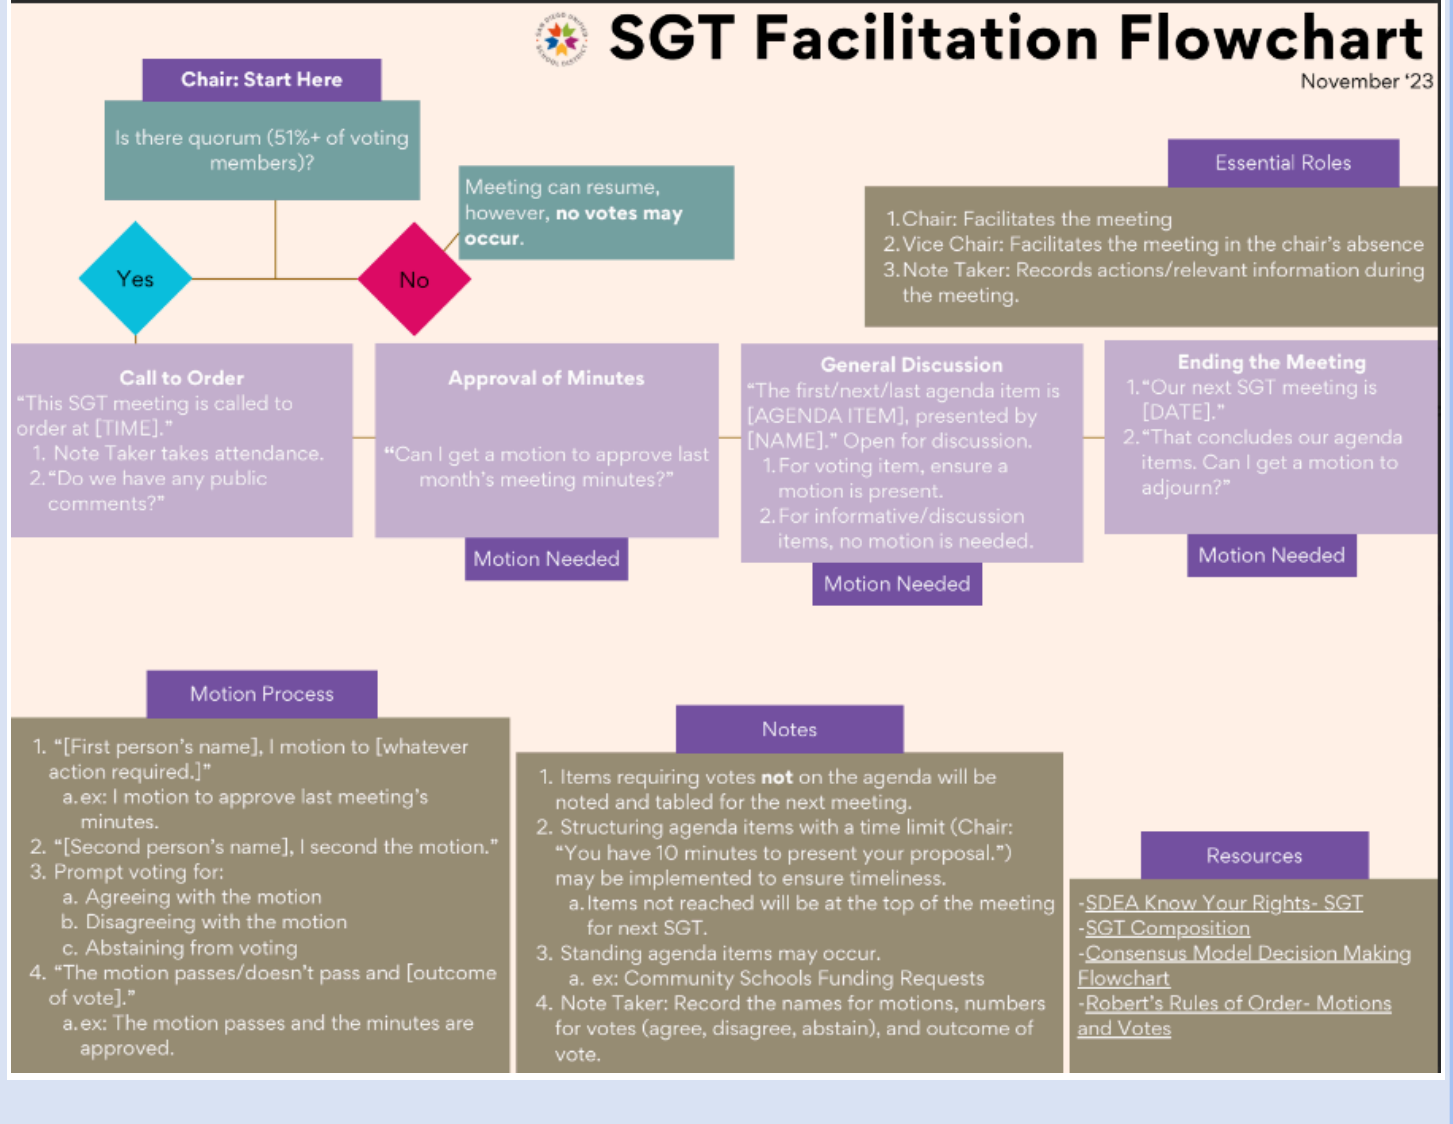 SAN DIEGO UNIFIED
SCHOOL DISTRICT
SGT Facilitation Flowchart
November ‘23
Chair: Start Here
Is there quorum (51%+ of voting
members)?
Meeting can resume,
however, no votes may
occur.
Yes
No
Essential Roles
1. Chair: Facilitates the meeting
2. Vice Chair: Facilitates the meeting in the chair’s absence
3. Note Taker: Records actions/relevant information during
the meeting.
Call to Order
“This SGT meeting is called to
order at [TIME].”
1. Note Taker takes attendance.
2. “Do we have any public
comments?”
Approval of Minutes
“Can I get a motion to approve last
month’s meeting minutes?”
Motion Needed
General Discussion
“The first/next/last agenda item is
[AGENDA ITEM], presented by
[NAME].” Open for discussion.
1. For voting item, ensure a
motion is present.
2. For informative/discussion
items, no motion is needed.
Motion Needed
Ending the Meeting
1. “Our next SGT meeting is
[DATE].”
2. “That concludes our agenda
items. Can I get a motion to
adjourn?”
Motion Needed
Motion Process
1. “[First person’s name], I motion to [whatever
action required.]”
a. ex: I motion to approve last meeting’s
minutes.
2. “[Second person’s name], I second the motion.”
3. Prompt voting for:
a. Agreeing with the motion
b. Disagreeing with the motion
c. Abstaining from voting
4. “The motion passes/doesn’t pass and [outcome
of vote].”
a. ex: The motion passes and the minutes are
approved.
Notes
1. Items requiring votes not on the agenda will be
noted and tabled for the next meeting.
2. Structuring agenda items with a time limit (Chair:
“You have 10 minutes to present your proposal.”)
may be implemented to ensure timeliness.
a. Items not reached will be at the top of the meeting
for next SGT.
3. Standing agenda items may occur.
a. ex: Community Schools Funding Requests
4. Note Taker: Record the names for motions, numbers
for votes (agree, disagree, abstain), and outcome of
vote.
Resources
-SDEA Know Your Rights- SGT
-SGT Composition
-Consensus Model Decision Making
Flowchart
-Robert’s Rules of Order- Motions
and Votes